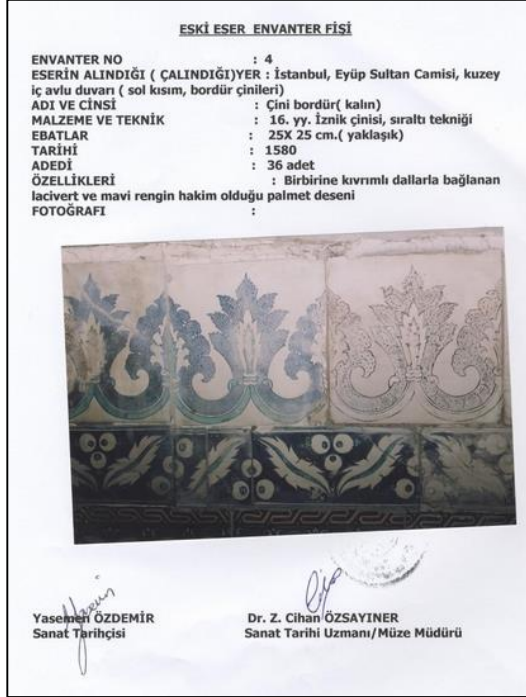 ESKİ ESER ENVANTER FİŞİ
ENVANTER NO : 4
ESERİN ALINDIĞI ( ÇALINDIĞI)YER : İstanbul, Eyüp Sultan Camisi, kuzey
iç avlu duvarı ( sol kısım, bordür çinileri)
ADI VE CİNSİ : Çini bordür( kalın)
MALZEME VE TEKNİK : 16. yy. İznik çinisi, sıraltı tekniği
EBATLAR : 25X 25 cm.( yaklaşık)
TARİHİ : 1580
ADEDİ : 36 adet
ÖZELLİKLERİ : Birbirine kıvrımlı dallarla bağlanan
lacivert ve mavi rengin hakim olduğu palmet deseni
FOTOĞRAFI :
Yasemen ÖZDEMİR Dr. Z. Cihan ÖZSAYINER
Sanat Tarihçisi Sanat Tarihi Uzmanı/Müze Müdürü